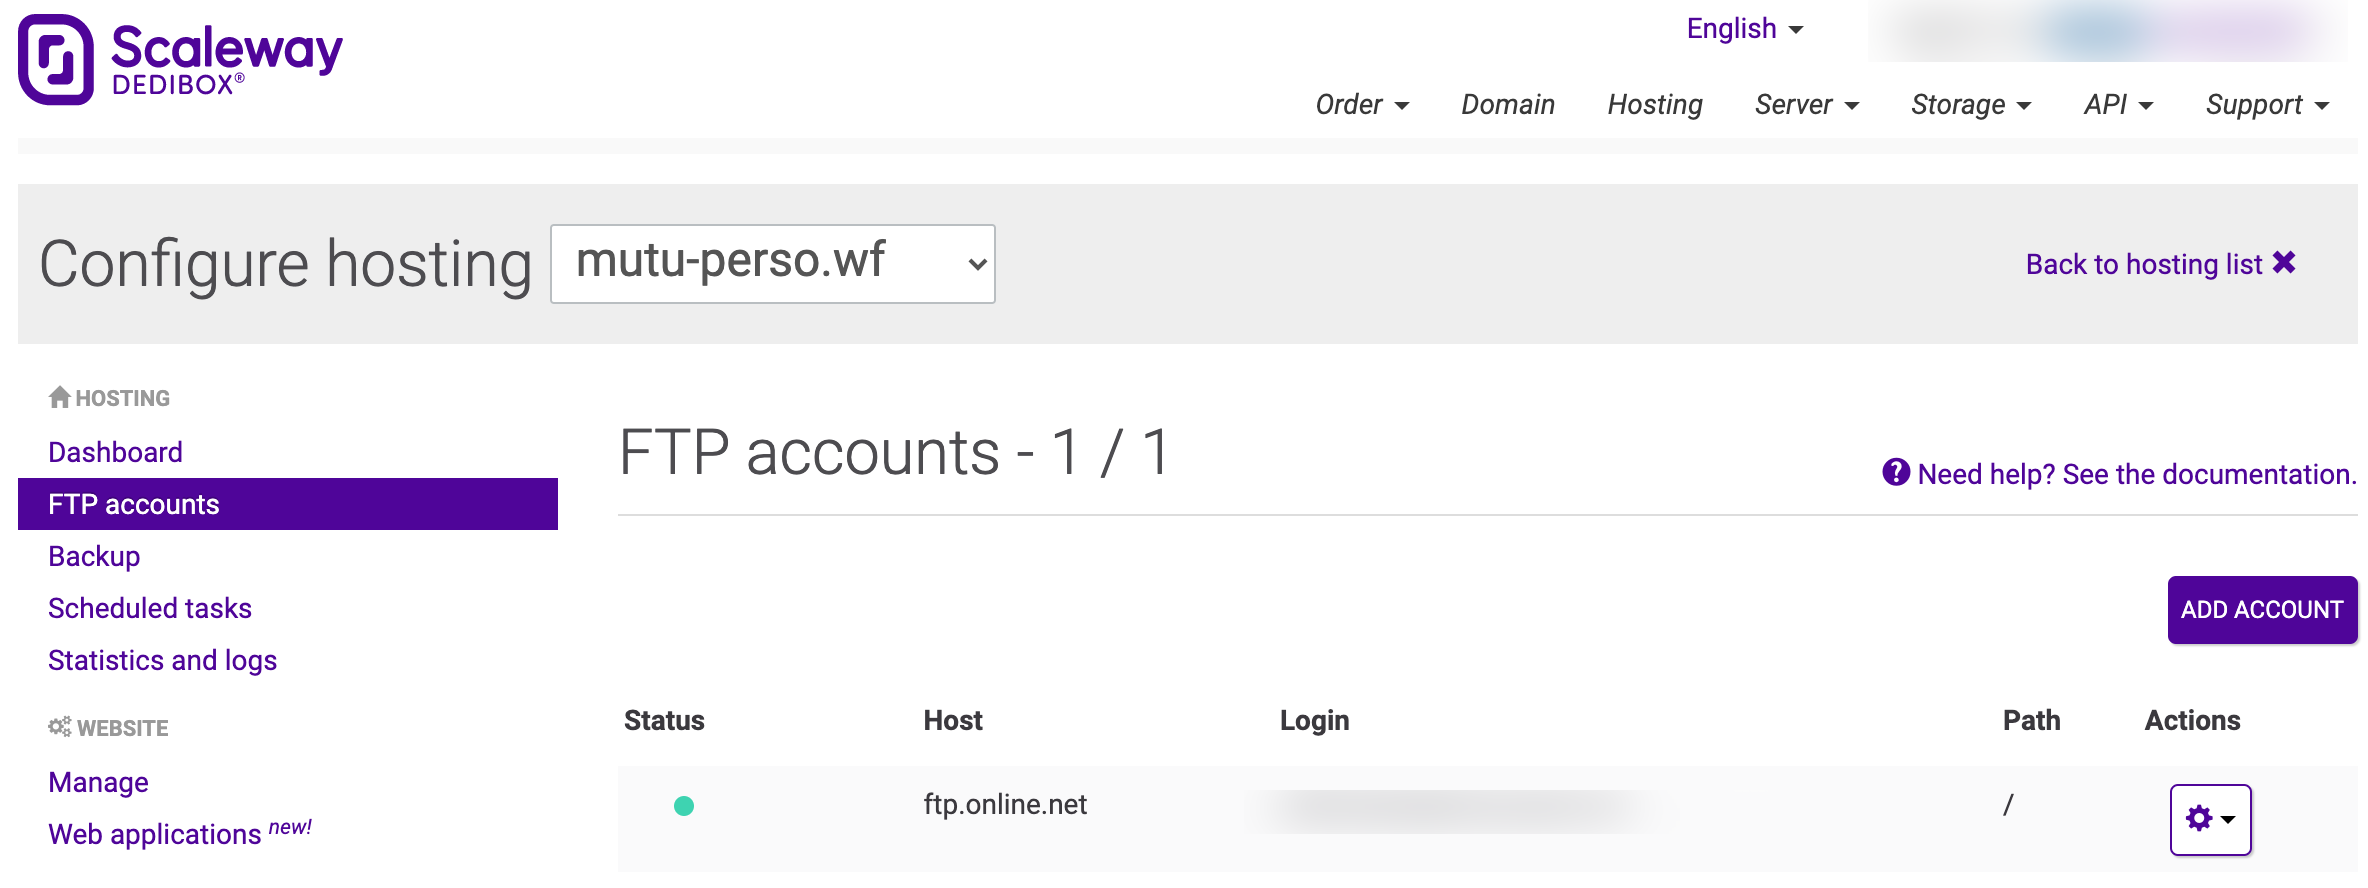 Scaleway
DEDIBOX®
English
Order Domain Hosting Server Storage API Support
Configure hosting mutu-perso.wf Back to hosting list
HOSTING
Dashboard
FTP accounts
Backup
Scheduled tasks
Statistics and logs
WEBSITE
Manage
Web applications new!
FTP accounts - 1 / 1
Need help? See the documentation.
ADD ACCOUNT
Status Host Login Path Actions
ftp.online.net /